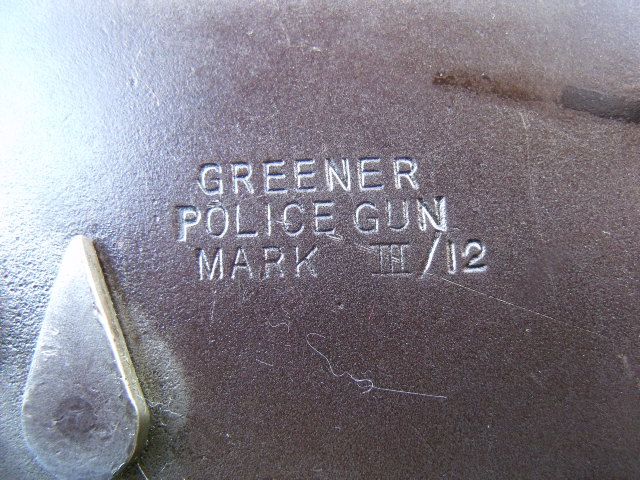 GREENER
POLICE GUN
MARK III/12